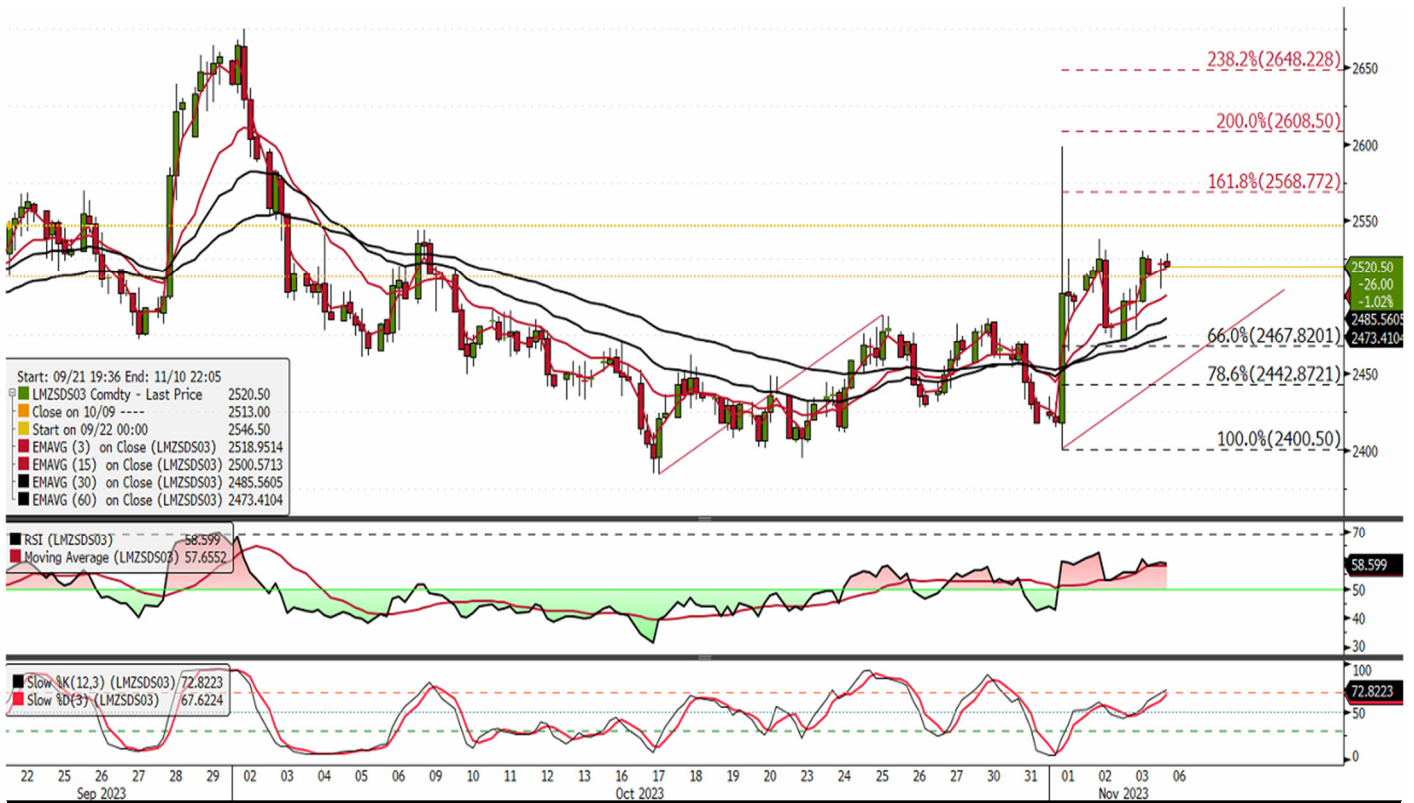 238.2%(2648.228)
2650
200.0%(2608.50)
2600
161.8%(2568.772)
2550
2520.50
-26.00
-1.02%
2485.5605
66.0%(2467.8201)
2473.4104
78.6%(2442.8721)
2450
100.0%(2400.50)
2400
Start: 09/21 19:36 End: 11/10 22:05
LMZSDS03 Comdty - Last Price 2520.50
Close on 10/09 ---- 2513.00
Start on 09/22 00:00 2546.50
EMAVG (3) on Close (LMZSDS03) 2518.9514
EMAVG (15) on Close (LMZSDS03) 2500.5713
EMAVG (30) on Close (LMZSDS03) 2485.5605
EMAVG (60) on Close (LMZSDS03) 2473.4104
RSI (LMZSDS03) 58.599
Moving Average (LMZSDS03) 57.6552
70
58.599
50
40
30
Slow %K(12,3) (LMZSDS03) 72.8223
Slow %D(3) (LMZSDS03) 67.6224
100
72.8223
50
0
22 25 26 27 28 29 02 03 04 05 06 09 10 11 12 13 16 17 18 19 20 23 24 25 26 27 30 31 01 02 03 06
Sep 2023 Oct 2023 Nov 2023